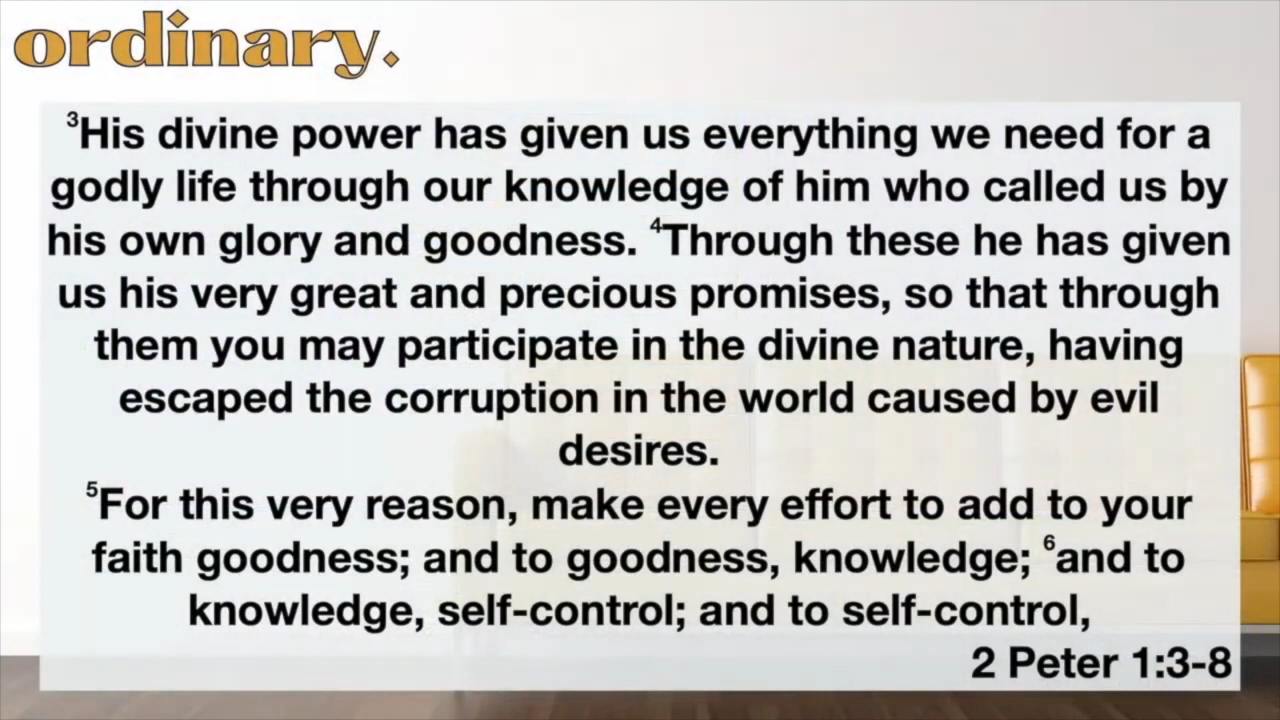 ordinary.
³His divine power has given us everything we need for a
godly life through our knowledge of him who called us by
his own glory and goodness. ⁴Through these he has given
us his very great and precious promises, so that through
them you may participate in the divine nature, having
escaped the corruption in the world caused by evil
desires.
⁵For this very reason, make every effort to add to your
faith goodness; and to goodness, knowledge; ⁶and to
knowledge, self-control; and to self-control,
2 Peter 1:3-8